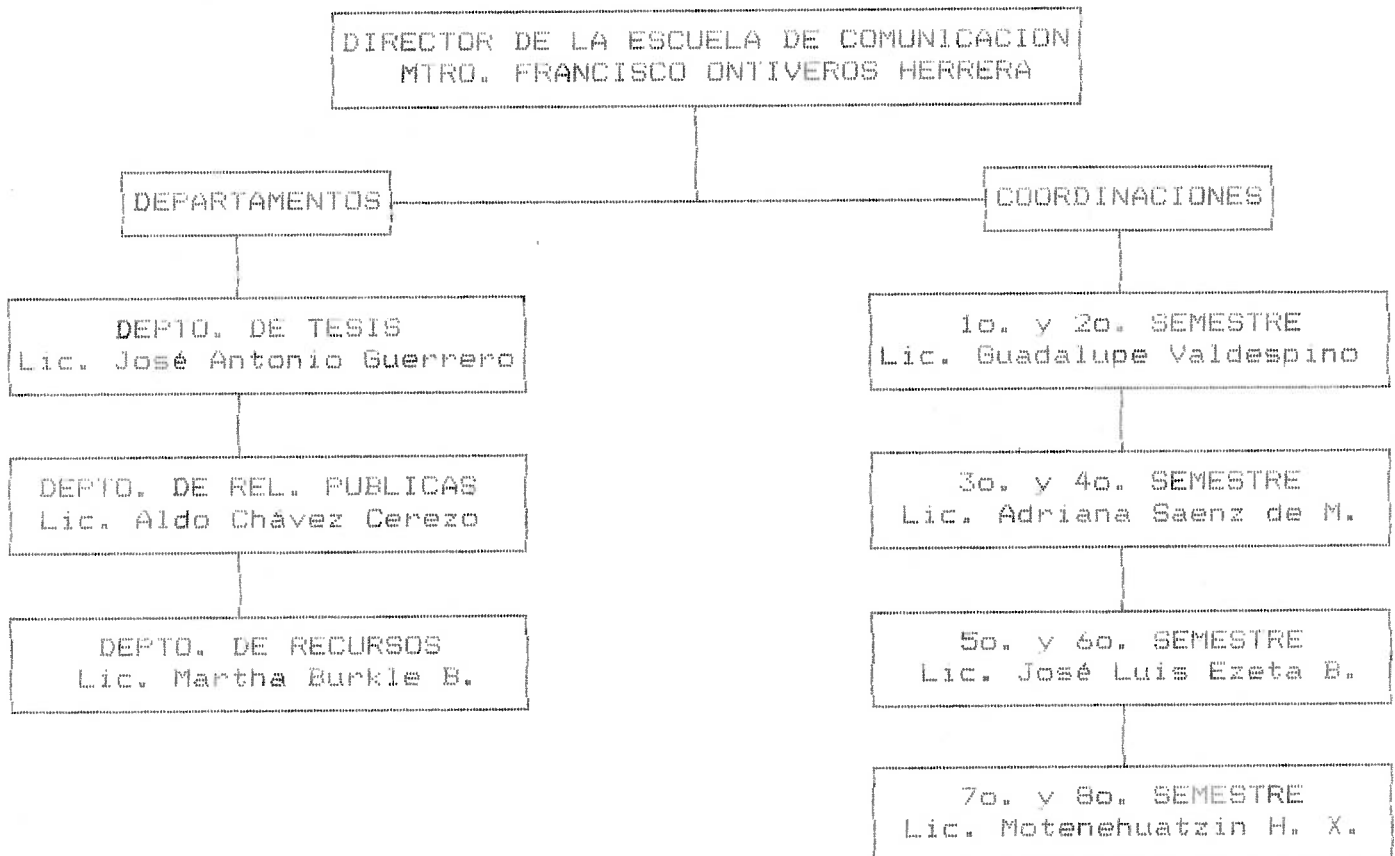 DIRECTOR DE LA ESCUELA DE COMUNICACION
MTRO. FRANCISCO ONTIVEROS HERRERA
DEPARTAMENTOS
COORDINACIONES
DEPTO. DE TESIS
Lic. José Antonio Guerrero
DEPTO. DE REL. PUBLICAS
Lic. Aldo Chávez Cerezo
DEPTO. DE RECURSOS
Lic. Martha Burkle B.
1o. y 2o. SEMESTRE
Lic. Guadalupe Valdespino
3o. y 4o. SEMESTRE
Lic. Adriana Saenz de M.
5o. y 6o. SEMESTRE
Lic. José Luis Ezeta B.
7o. y 8o. SEMESTRE
Lic. Motenehuatzin H. X.